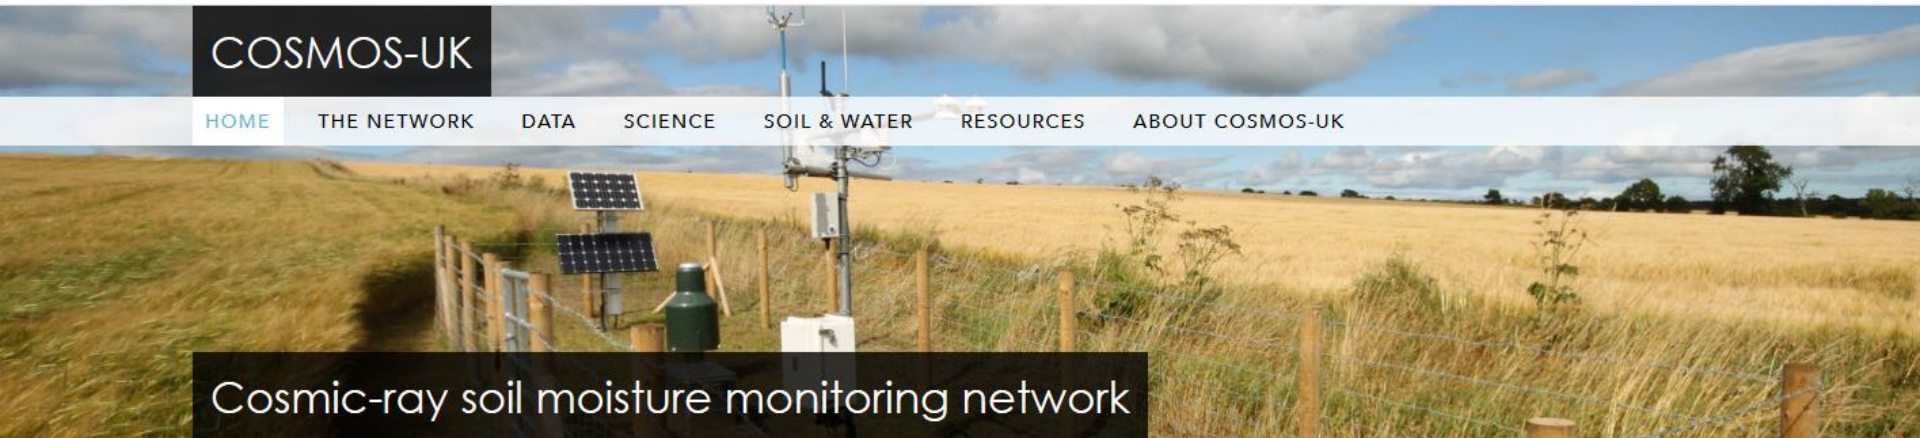 COSMOS-UK
HOME THE NETWORK DATA SCIENCE SOIL & WATER RESOURCES ABOUT COSMOS-UK
Cosmic-ray soil moisture monitoring network